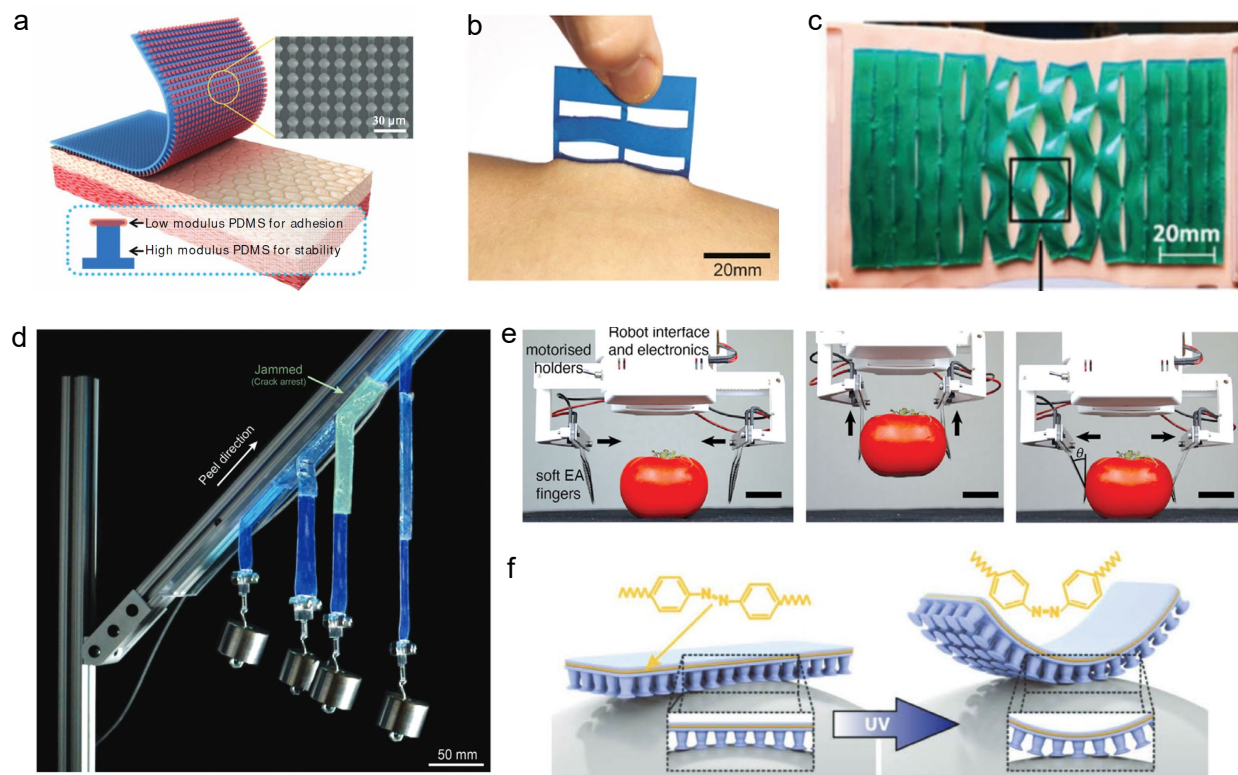 a
30 μm
Low modulus PDMS for adhesion
High modulus PDMS for stability
b
20mm
c
20mm
d
Jammed
(Crack arrest)
Peel direction
50 mm
e
motorised
holders
Robot interface
and electronics
soft EA
fingers
θ
f
N
N
UV
N
N